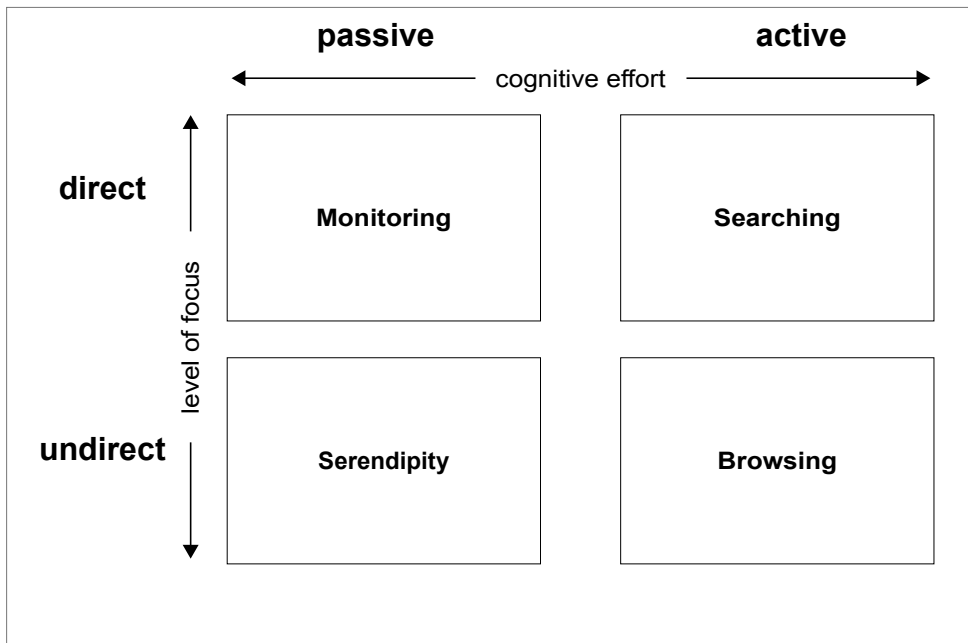 passive active
cognitive effort
direct
Monitoring Searching
level of focus
undirect
Serendipity Browsing